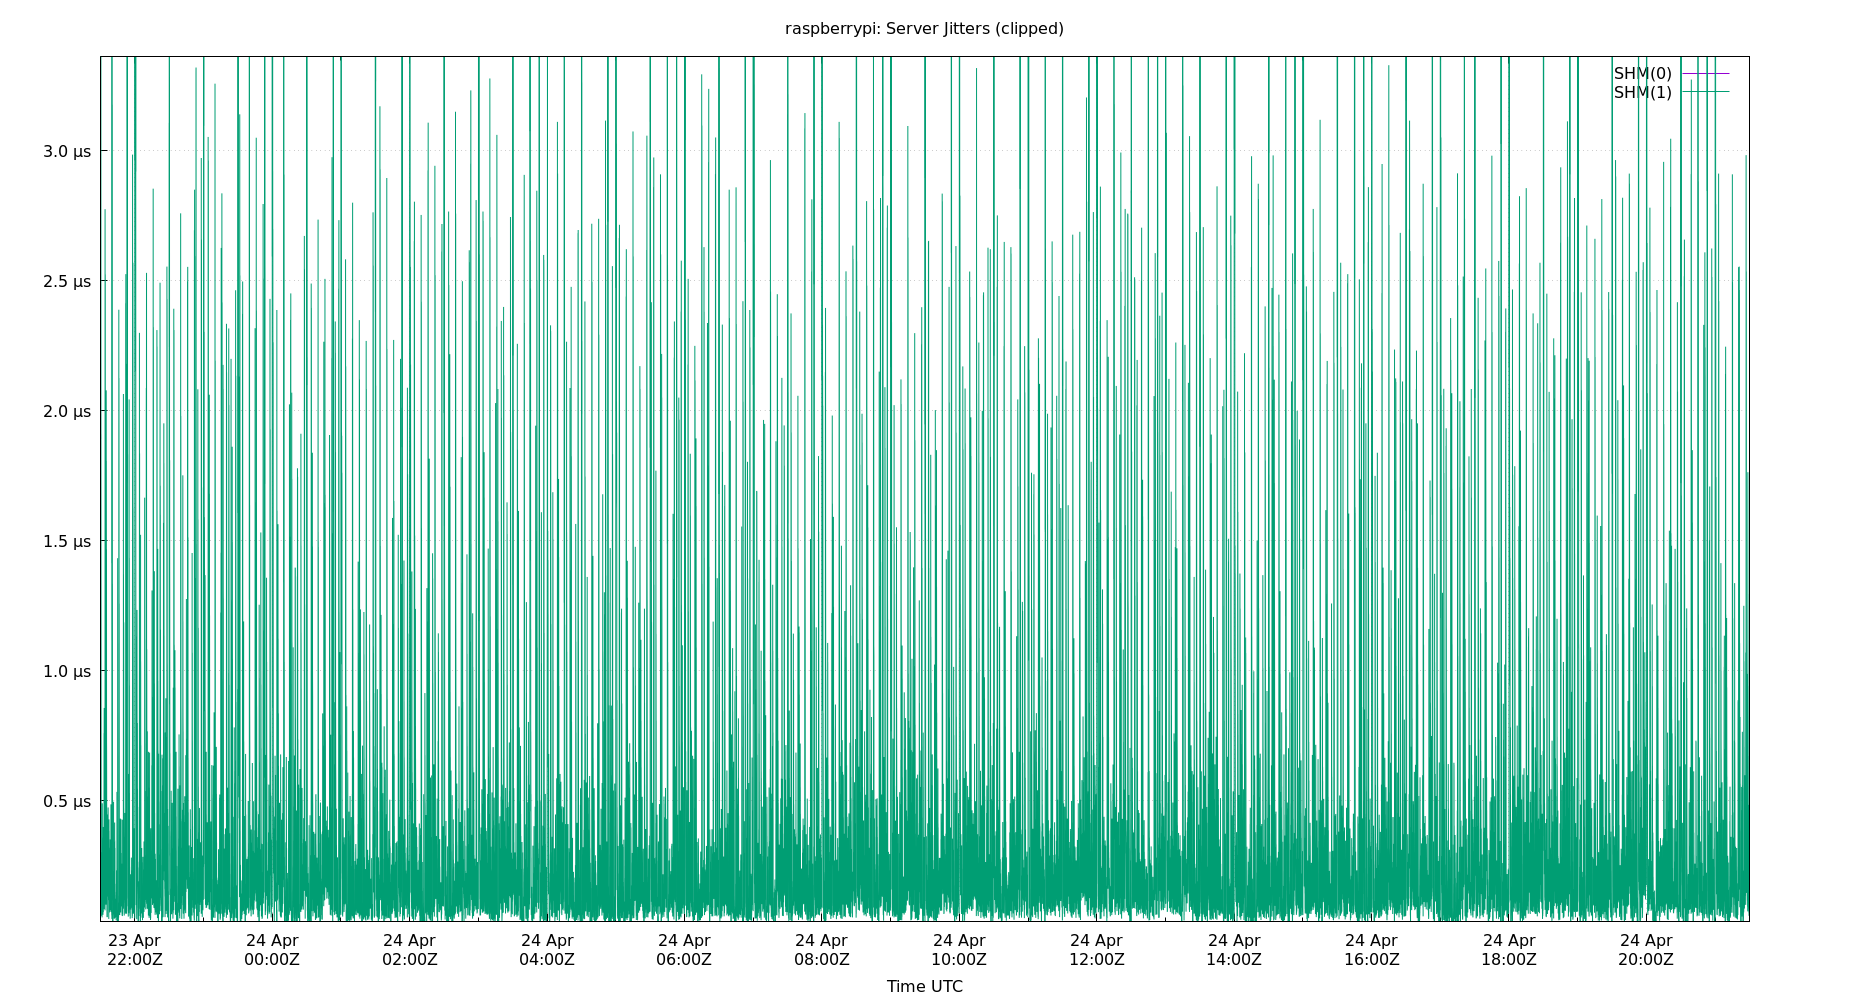 raspberrypi: Server Jitters (clipped)
SHM(0)
SHM(1)
3.0 µs
2.5 µs
2.0 µs
1.5 µs
1.0 µs
0.5 µs
23 Apr 24 Apr 24 Apr 24 Apr 24 Apr 24 Apr 24 Apr 24 Apr 24 Apr 24 Apr 24 Apr 24 Apr
22:00Z 00:00Z 02:00Z 04:00Z 06:00Z 08:00Z 10:00Z 12:00Z 14:00Z 16:00Z 18:00Z 20:00Z
Time UTC